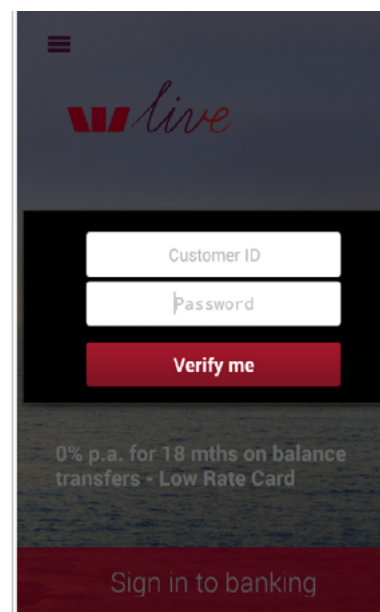 live
Customer ID
Password
Verify me
0% p.a. for 18 mths on balance
transfers - Low Rate Card
Sign in to banking